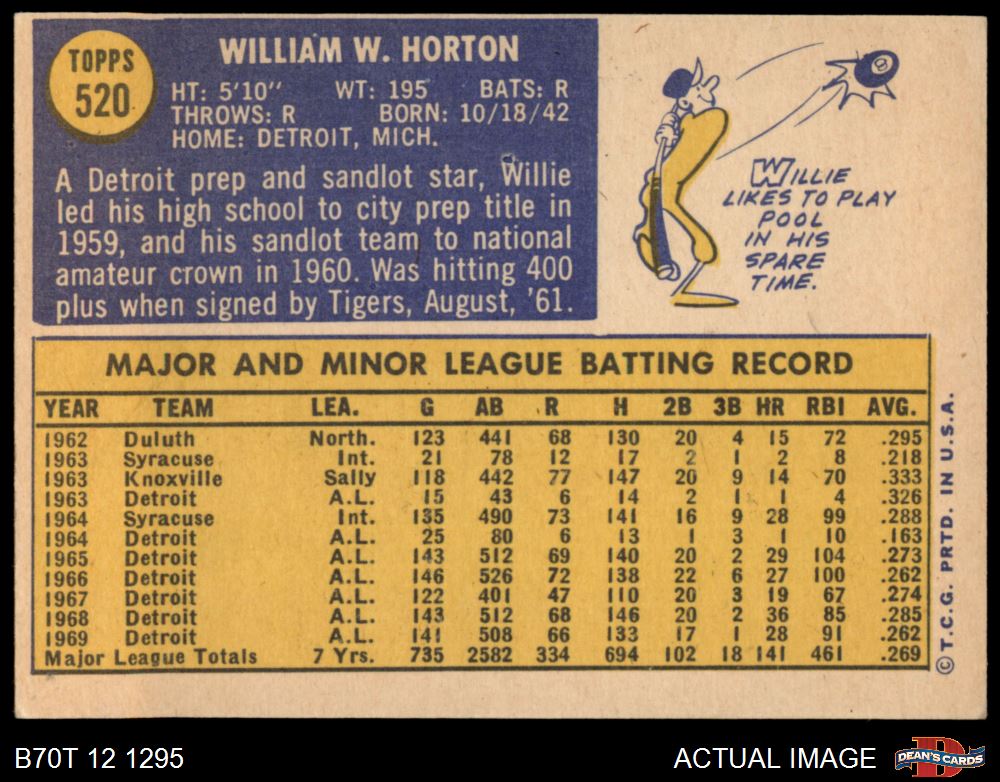 TOPPS
520
WILLIAM W. HORTON
HT: 5'10" WT: 195 BATS: R
THROWS: R BORN: 10/18/42
HOME: DETROIT, MICH.
A Detroit prep and sandlot star, Willie
led his high school to city prep title in
1959, and his sandlot team to national
amateur crown in 1960. Was hitting 400
plus when signed by Tigers, August, '61.
8
WILLIE
LIKES TO PLAY
POOL
IN HIS
SPARE
TIME.
MAJOR AND MINOR LEAGUE BATTING RECORD
YEAR TEAM LEA. G AB R H 2B 3B HR RBI AVG.
1962 Duluth North. 123 441 68 130 20 4 15 72 .295
1963 Syracuse Int. 21 78 12 17 2 1 2 8 .218
1963 Knoxville Sally 118 442 77 147 20 9 14 70 .333
1963 Detroit A.L. 15 43 6 14 2 1 1 4 .326
1964 Syracuse Int. 135 490 73 141 16 9 28 99 .288
1964 Detroit A.L. 25 80 6 13 1 3 1 10 .163
1965 Detroit A.L. 143 512 69 140 20 2 29 104 .273
1966 Detroit A.L. 146 526 72 138 22 6 27 100 .262
1967 Detroit A.L. 122 401 47 110 20 3 19 67 .274
1968 Detroit A.L. 143 512 68 146 20 2 36 85 .285
1969 Detroit A.L. 141 508 66 133 17 1 28 91 .262
Major League Totals 7 Yrs. 735 2582 334 694 102 18 141 461 .269
© T.C.G. PRTD. IN U.S.A.
B70T 12 1295
ACTUAL IMAGE
D
DEAN'S CARDS